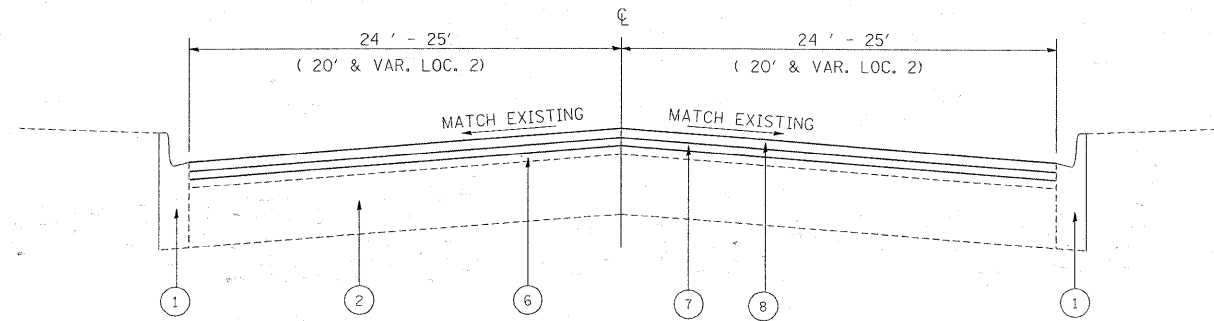 ℄
24 ' - 25' 24 ' - 25'
( 20' & VAR. LOC. 2) ( 20' & VAR. LOC. 2)
MATCH EXISTING MATCH EXISTING
1 2 6 7 8 1